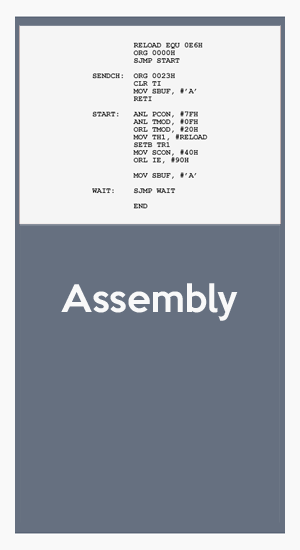 RELOAD EQU 0E6H
ORG 0000H
SJMP START
SENDCH: ORG 0023H
CLR TI
MOV SBUF, #'A'
RETI
START: ANL PCON, #7FH
ANL TMOD, #0FH
ORL TMOD, #20H
MOV TH1, #RELOAD
SETB TR1
MOV SCON, #40H
ORL IE, #90H
MOV SBUF, #'A'
WAIT: SJMP WAIT
END
Assembly